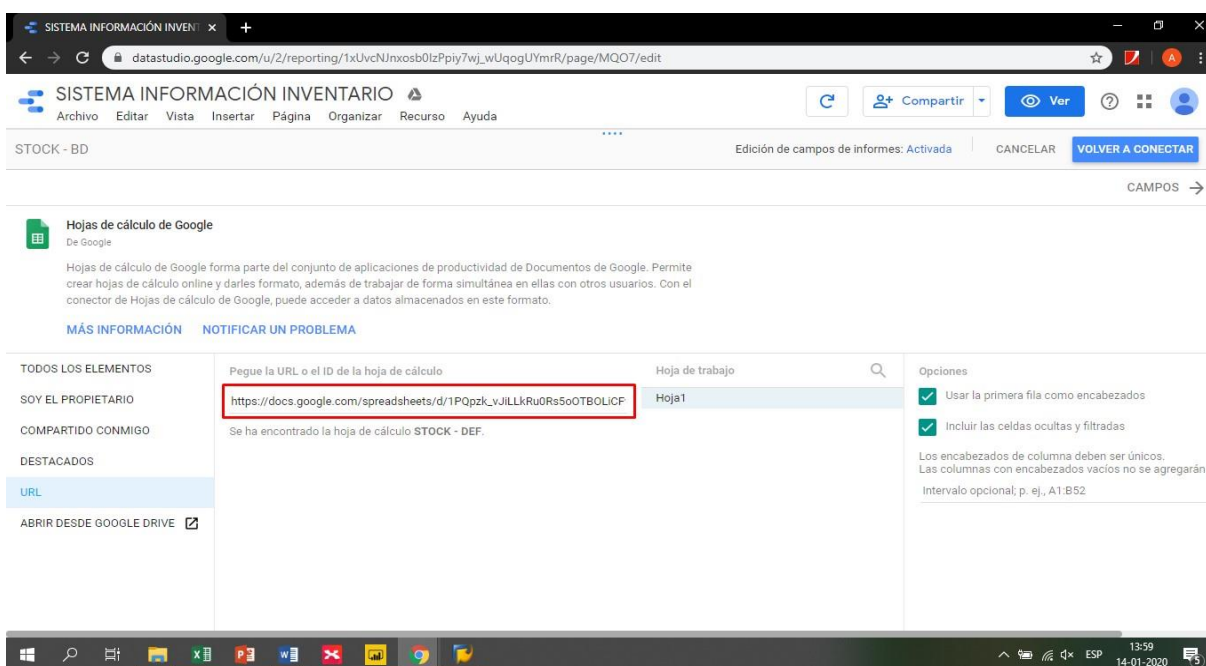 SISTEMA INFORMACIÓN INVENT
datastudio.google.com/u/2/reporting/1xUvcNJnxosb0lzPpiy7wj_wUqogUYmrR/page/MQO7/edit
A
SISTEMA INFORMACIÓN INVENTARIO
Compartir
Ver
Archivo Editar Vista Insertar Página Organizar Recurso Ayuda
STOCK - BD
Edición de campos de informes: Activada
CANCELAR
VOLVER A CONECTAR
CAMPOS
Hojas de cálculo de Google
De Google
Hojas de cálculo de Google forma parte del conjunto de aplicaciones de productividad de Documentos de Google. Permite
crear hojas de cálculo online y darles formato, además de trabajar de forma simultánea en ellas con otros usuarios. Con el
conector de Hojas de cálculo de Google, puede acceder a datos almacenados en este formato.
MÁS INFORMACIÓN NOTIFICAR UN PROBLEMA
TODOS LOS ELEMENTOS
SOY EL PROPIETARIO
COMPARTIDO CONMIGO
DESTACADOS
URL
ABRIR DESDE GOOGLE DRIVE
Pegue la URL o el ID de la hoja de cálculo
https://docs.google.com/spreadsheets/d/1PQpzk_vJiLLkRu0Rs5oOTBOLiCF
Se ha encontrado la hoja de cálculo STOCK - DEF.
Hoja de trabajo
Hoja1
Opciones
Usar la primera fila como encabezados
Incluir las celdas ocultas y filtradas
Los encabezados de columna deben ser únicos.
Las columnas con encabezados vacíos no se agregarán
Intervalo opcional; p. ej., A1:B52
ESP
13:59
14-01-2020
5